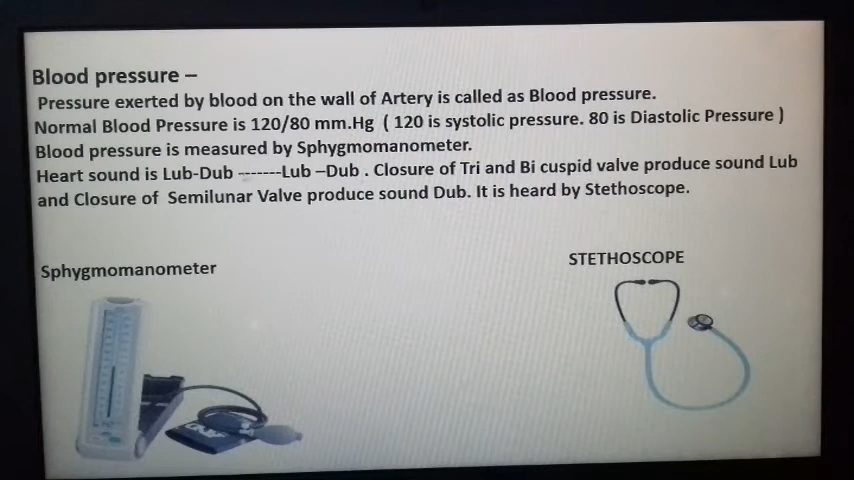 Blood pressure –
Pressure exerted by blood on the wall of Artery is called as Blood pressure.
Normal Blood Pressure is 120/80 mm.Hg ( 120 is systolic pressure. 80 is Diastolic Pressure )
Blood pressure is measured by Sphygmomanometer.
Heart sound is Lub-Dub -------Lub –Dub . Closure of Tri and Bi cuspid valve produce sound Lub
and Closure of Semilunar Valve produce sound Dub. It is heard by Stethoscope.
Sphygmomanometer
STETHOSCOPE